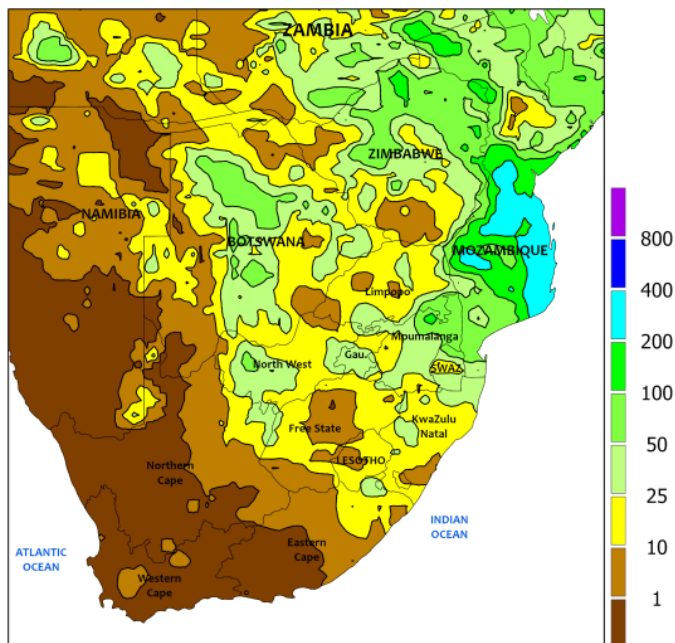 ZAMBIA
ZIMBABWE
NAMIBIA
BOTSWANA
MOZAMBIQUE
Limpopo
Mpumalanga
North West
Gau.
SWAZ.
Free State
KwaZulu
Natal
LESOTHO
Northern
Cape
INDIAN
OCEAN
Eastern
Cape
ATLANTIC
OCEAN
Western
Cape
800
400
200
100
50
25
10
1